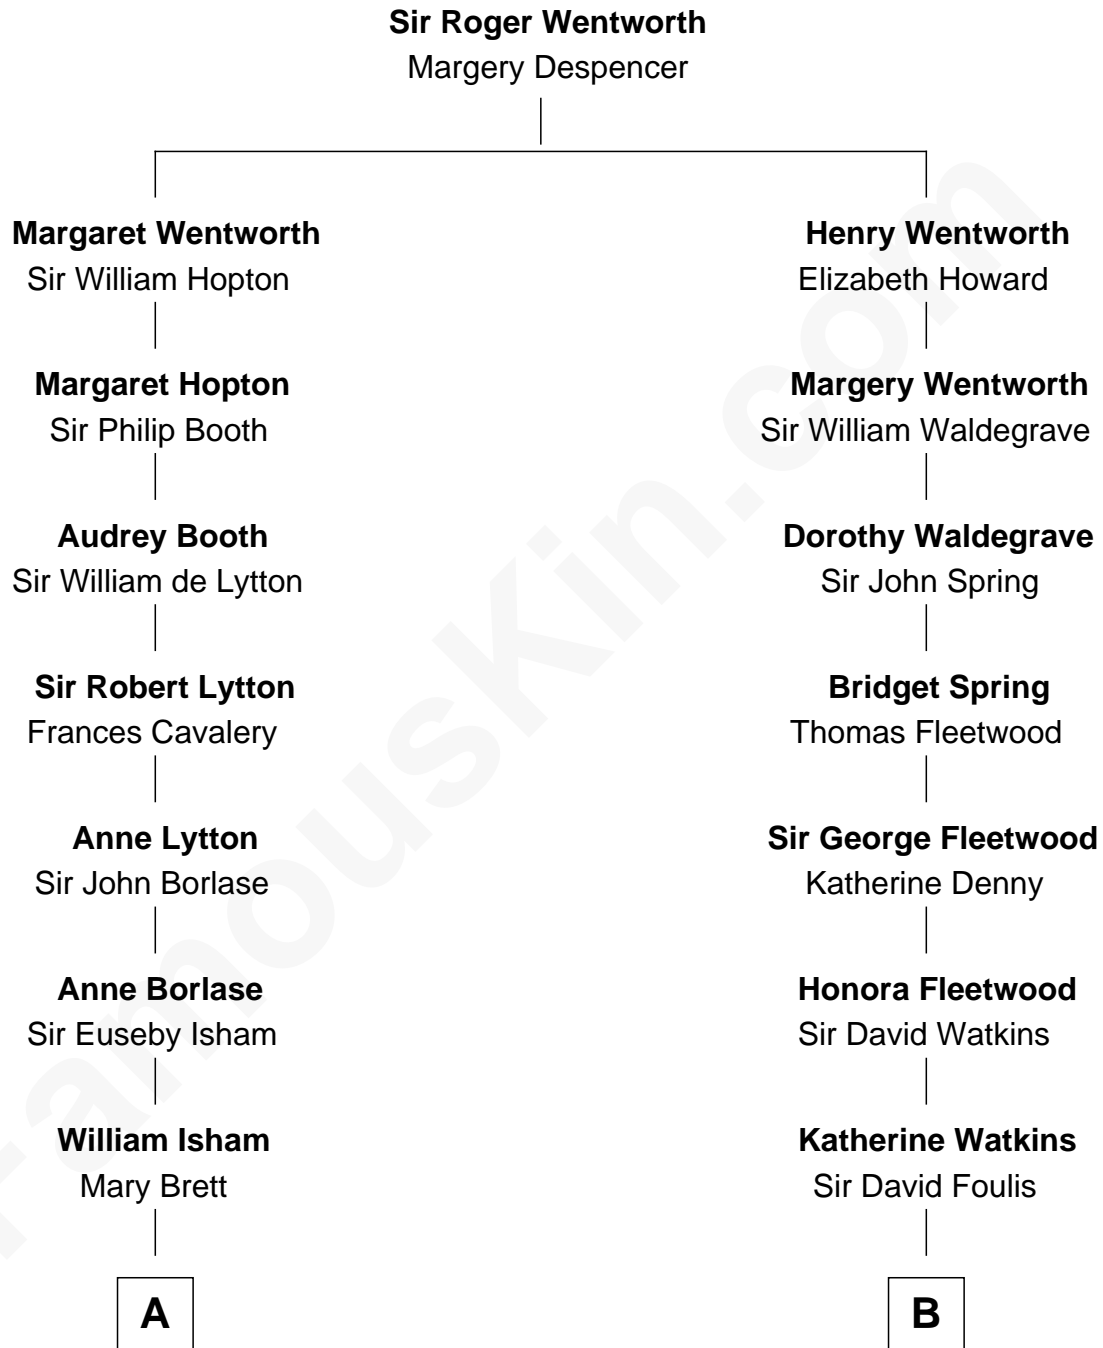 Sir Roger Wentworth
Margery Despencer
Margaret Wentworth
Sir William Hopton
Henry Wentworth
Elizabeth Howard
Margaret Hopton
Sir Philip Booth
Margery Wentworth
Sir William Waldegrave
Audrey Booth
Sir William de Lytton
Dorothy Waldegrave
Sir John Spring
Sir Robert Lytton
Frances Cavalery
Bridget Spring
Thomas Fleetwood
Anne Lytton
Sir John Borlase
Sir George Fleetwood
Katherine Denny
Anne Borlase
Sir Euseby Isham
Honora Fleetwood
Sir David Watkins
William Isham
Mary Brett
Katherine Watkins
Sir David Foulis
A
B
FamousKin.com